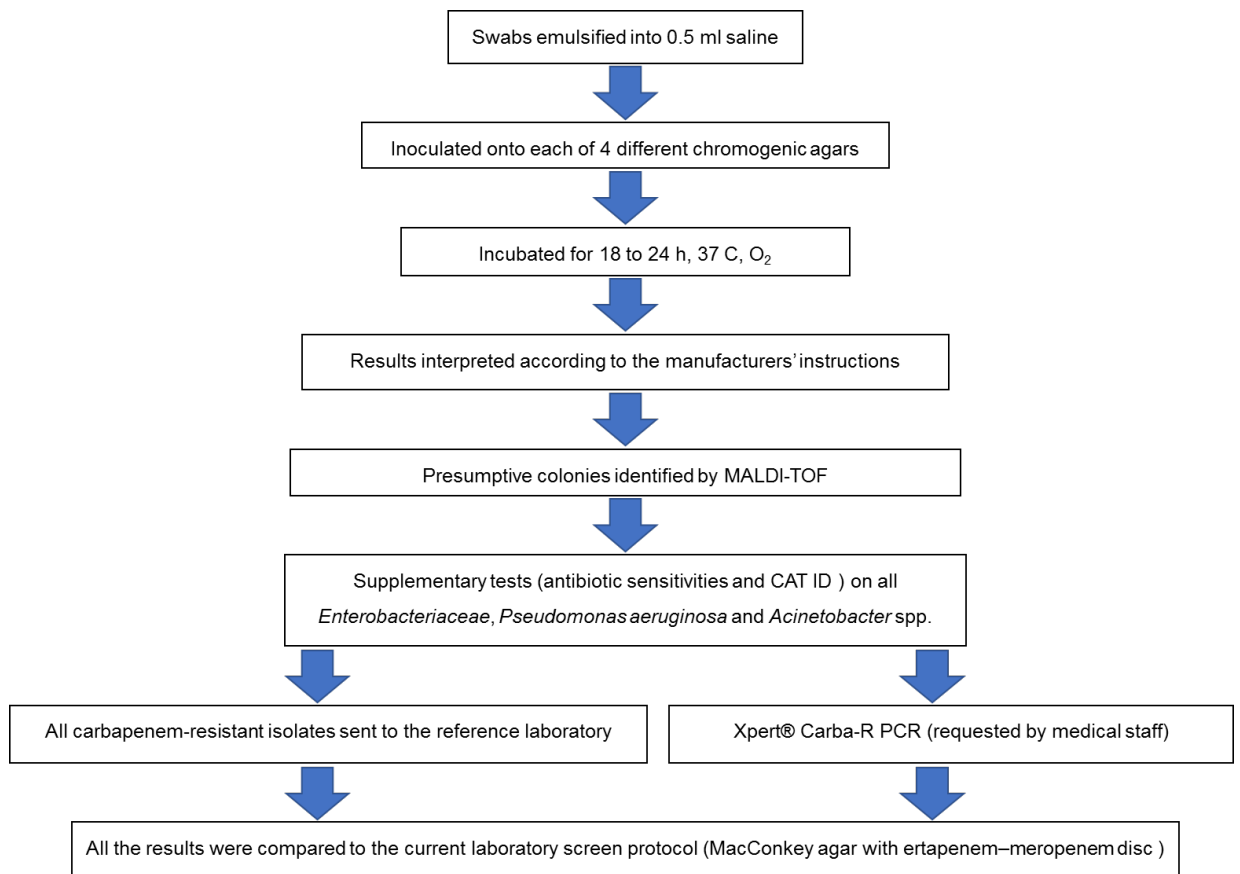 Swabs emulsified into 0.5 ml saline
Inoculated onto each of 4 different chromogenic agars
Incubated for 18 to 24 h, 37 C, O₂
Results interpreted according to the manufacturers’ instructions
Presumptive colonies identified by MALDI-TOF
Supplementary tests (antibiotic sensitivities and CAT ID ) on all
Enterobacteriaceae, Pseudomonas aeruginosa and Acinetobacter spp.
All carbapenem-resistant isolates sent to the reference laboratory
Xpert® Carba-R PCR (requested by medical staff)
All the results were compared to the current laboratory screen protocol (MacConkey agar with ertapenem–meropenem disc )